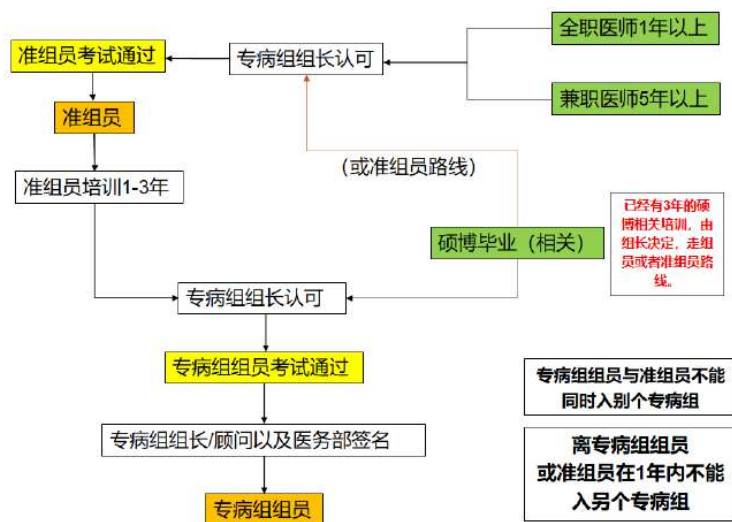 全职医师1年以上
准组员考试通过
专病组组长认可
兼职医师5年以上
准组员
(或准组员路线)
准组员培训1-3年
已经有3年的硕
博相关培训，由
组长决定，走组
员或者准组员路
线。
硕博毕业（相关）
专病组组长认可
专病组组员考试通过
专病组组员与准组员不能
同时入别个专病组
专病组组长/顾问以及医务部签名
离专病组组员
或准组员在1年内不能
入另个专病组
专病组组员